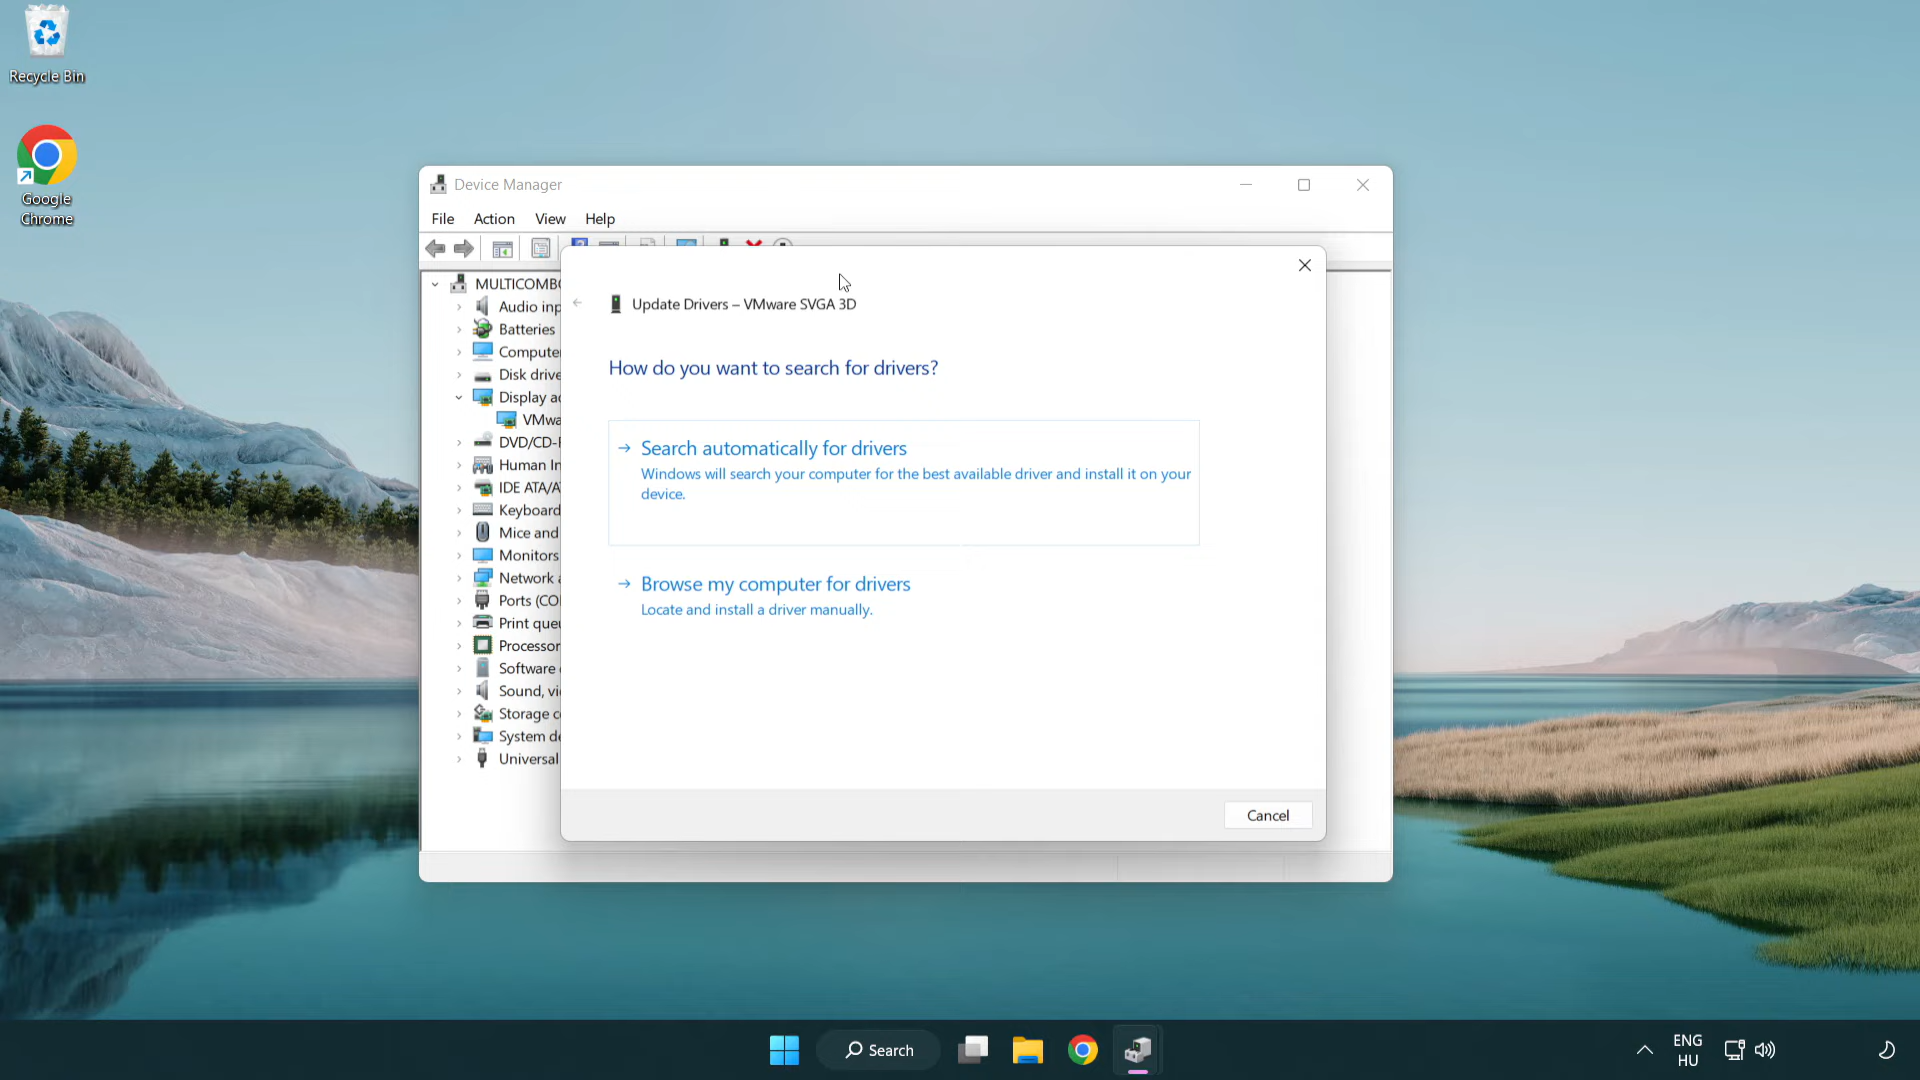 Recycle Bin
Google
Chrome
Device Manager
File Action View Help
Update Drivers – VMware SVGA 3D
How do you want to search for drivers?
Search automatically for drivers
Windows will search your computer for the best available driver and install it on your
device.
Browse my computer for drivers
Locate and install a driver manually.
Cancel
MULTICOMBO
Audio inp
Batteries
Compute
Disk drive
Display a
VMwa
DVD/CD-
Human In
IDE ATA/A
Keyboard
Mice and
Monitors
Network a
Ports (CO
Print que
Processor
Software
Sound, vi
Storage c
System de
Universal
Search
ENG
HU